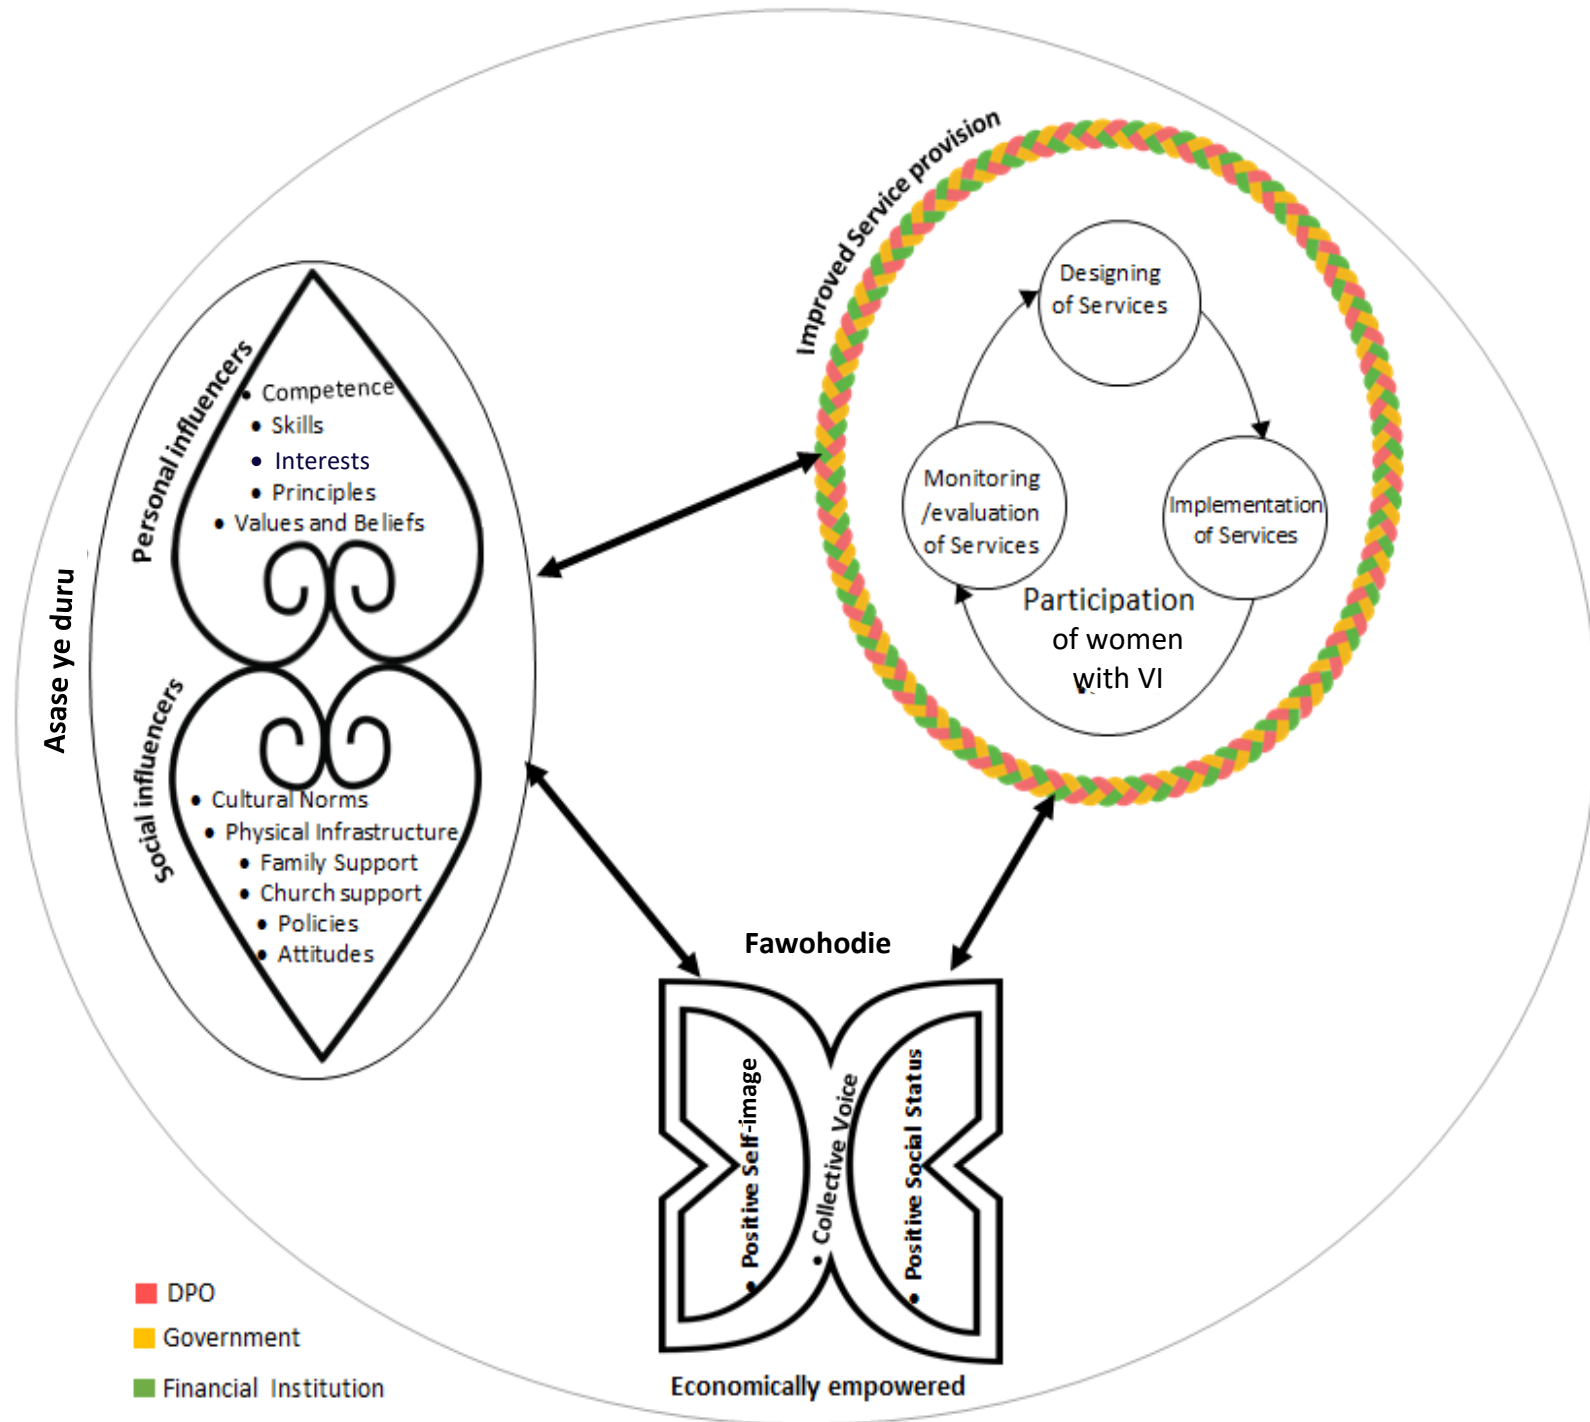 Improved Service provision
Designing
of Services
Monitoring
/evaluation
of Services
Implementation
of Services
Participation
of women
with VI
Asase ye duru
Personal influencers
• Competence
• Skills
• Interests
• Principles
• Values and Beliefs
Social influencers
• Cultural Norms
• Physical Infrastructure
• Family Support
• Church support
• Policies
• Attitudes
Fawohodie
• Positive Self-image
• Collective Voice
• Positive Social Status
Economically empowered
DPO
Government
Financial Institution